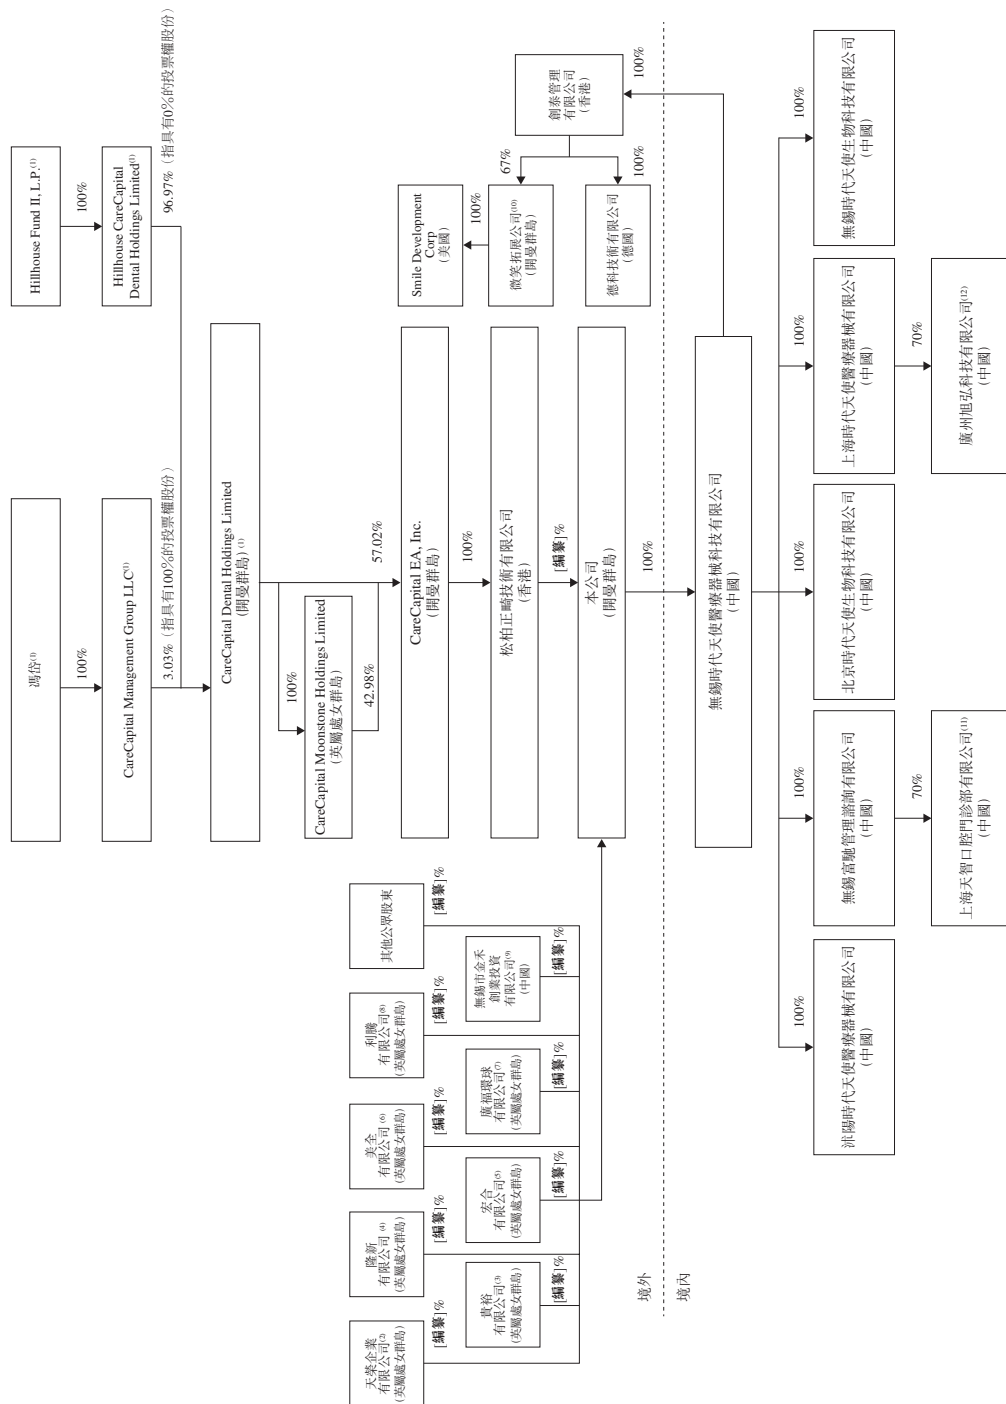 馮岱⁽¹⁾
100%
CareCapital Management Group LLC⁽¹⁾
3.03%（指具有100%的投票權股份）
Hillhouse Fund II, L.P.⁽¹⁾
100%
Hillhouse CareCapital
Dental Holdings Limited⁽¹⁾
96.97%（指具有0%的投票權股份）
CareCapital Dental Holdings Limited
(開曼群島)⁽¹⁾
100%
CareCapital Moonstone Holdings Limited
(英屬處女群島)
42.98%
57.02%
CareCapital EA, Inc.
(開曼群島)
100%
松柏正畸技術有限公司
(香港)
[編纂]%
本公司
(開曼群島)
100%
天榮企業
有限公司⁽²⁾
(英屬處女群島)
[編纂]%
隆新
有限公司⁽⁴⁾
(英屬處女群島)
[編纂]%
美全
有限公司⁽⁶⁾
(英屬處女群島)
[編纂]%
利騰
有限公司⁽⁸⁾
(英屬處女群島)
[編纂]%
其他公眾股東
[編纂]%
貴裕
有限公司⁽³⁾
(英屬處女群島)
[編纂]%
宏合
有限公司⁽⁵⁾
(英屬處女群島)
[編纂]%
廣福環球
有限公司⁽⁷⁾
(英屬處女群島)
[編纂]%
無錫市金禾
創業投資
有限公司⁽⁹⁾
(中國)
[編纂]%
Smile Development
Corp
(美國)
100%
微笑拓展公司⁽¹⁰⁾
(開曼群島)
67%
德科技術有限公司
(德國)
100%
創泰管理
有限公司
(香港)
100%
境外
境內
無錫時代天使醫療器械科技有限公司
(中國)
100%
沭陽時代天使醫療器械有限公司
(中國)
100%
無錫富馳管理諮詢有限公司
(中國)
70%
上海天智口腔門診部有限公司⁽¹¹⁾
(中國)
100%
北京時代天使生物科技有限公司
(中國)
100%
上海時代天使醫療器械有限公司
(中國)
70%
廣州旭弘科技有限公司⁽¹²⁾
(中國)
100%
無錫時代天使生物科技有限公司
(中國)